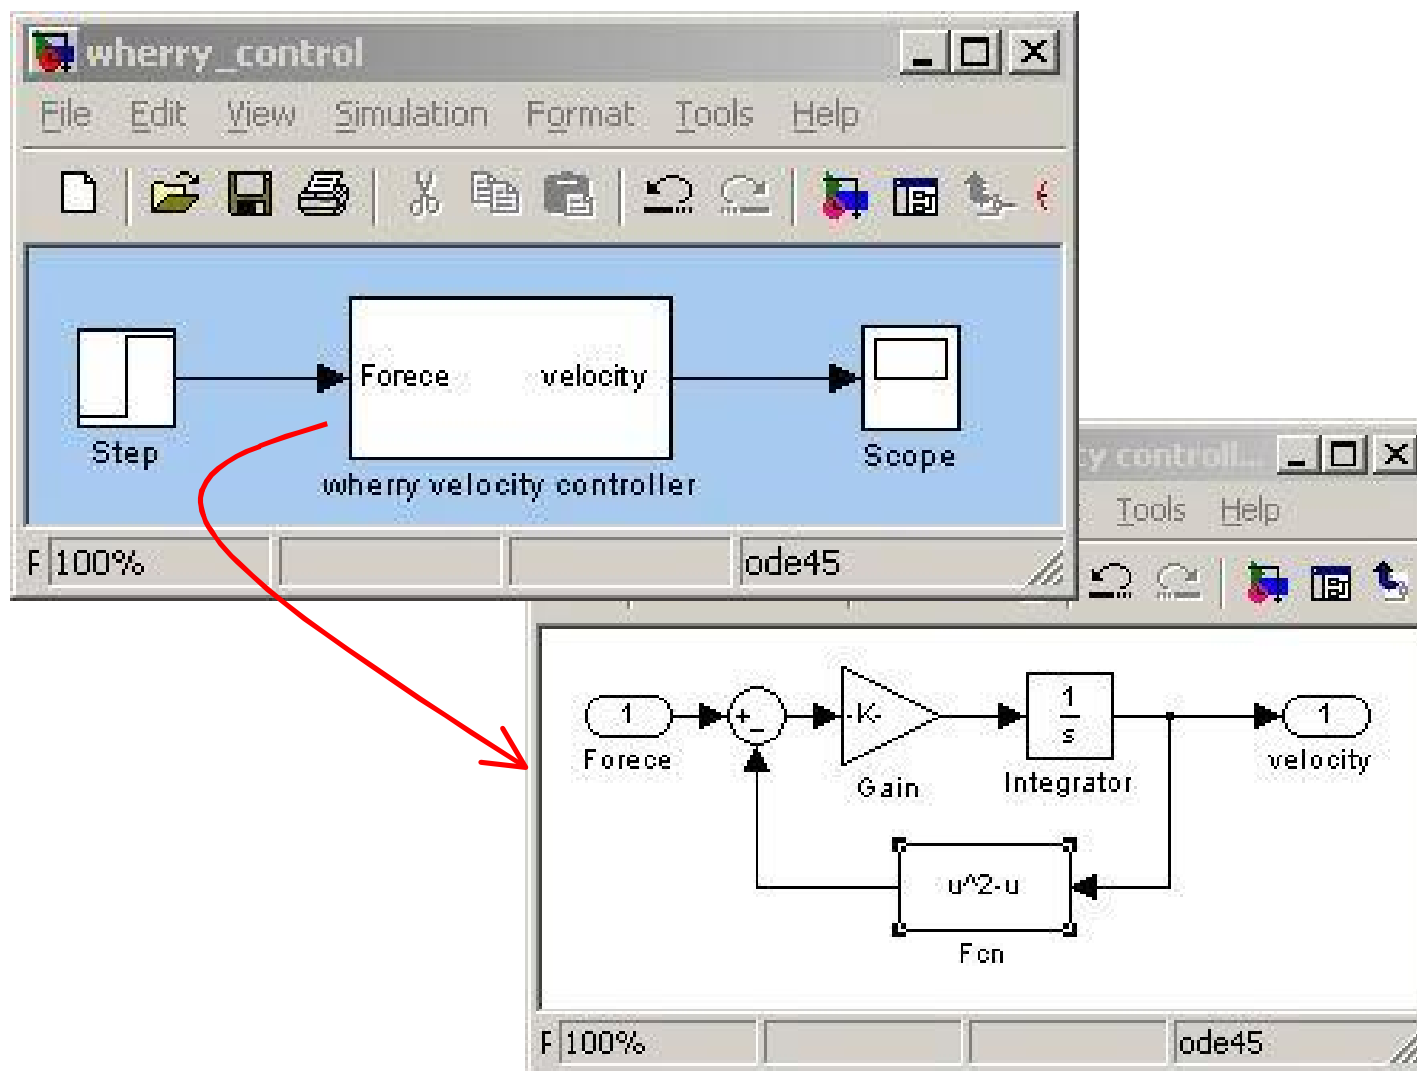 wherry_control
File Edit View Simulation Format Tools Help
Forece velocity
Step
Scope
wherry velocity controller
F 100% ode45
y controll...
Tools Help
1
+
-
-K-
1
s
1
Forece
velocity
Gain
Integrator
u^2-u
Fcn
F 100% ode45